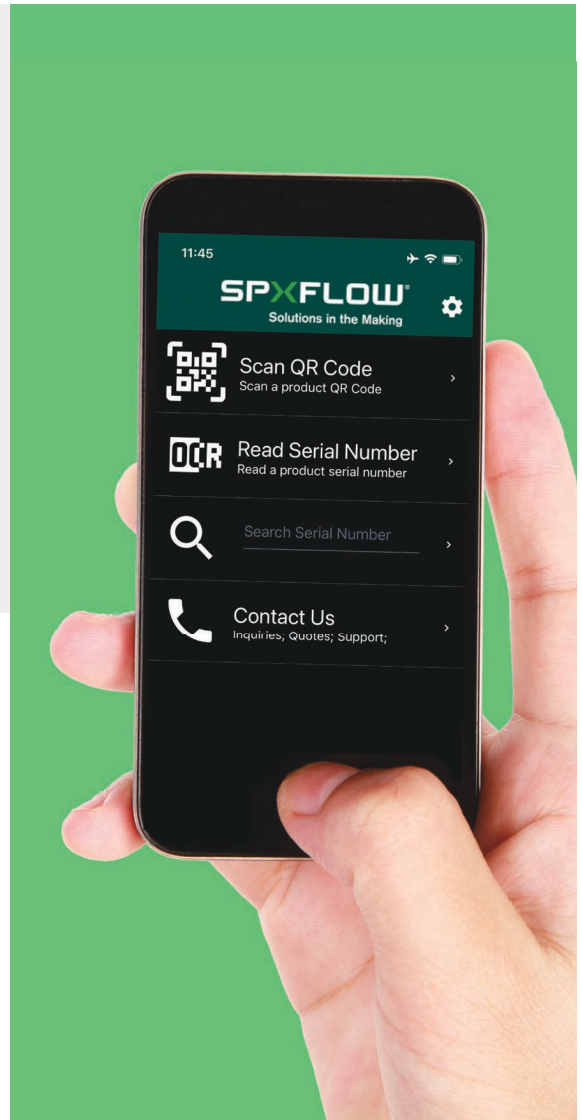 11:45
SPXFLOW®
Solutions in the Making
Scan QR Code
Scan a product QR Code
OCR
Read Serial Number
Read a product serial number
Search Serial Number
Contact Us
Inquiries; Quotes; Support;